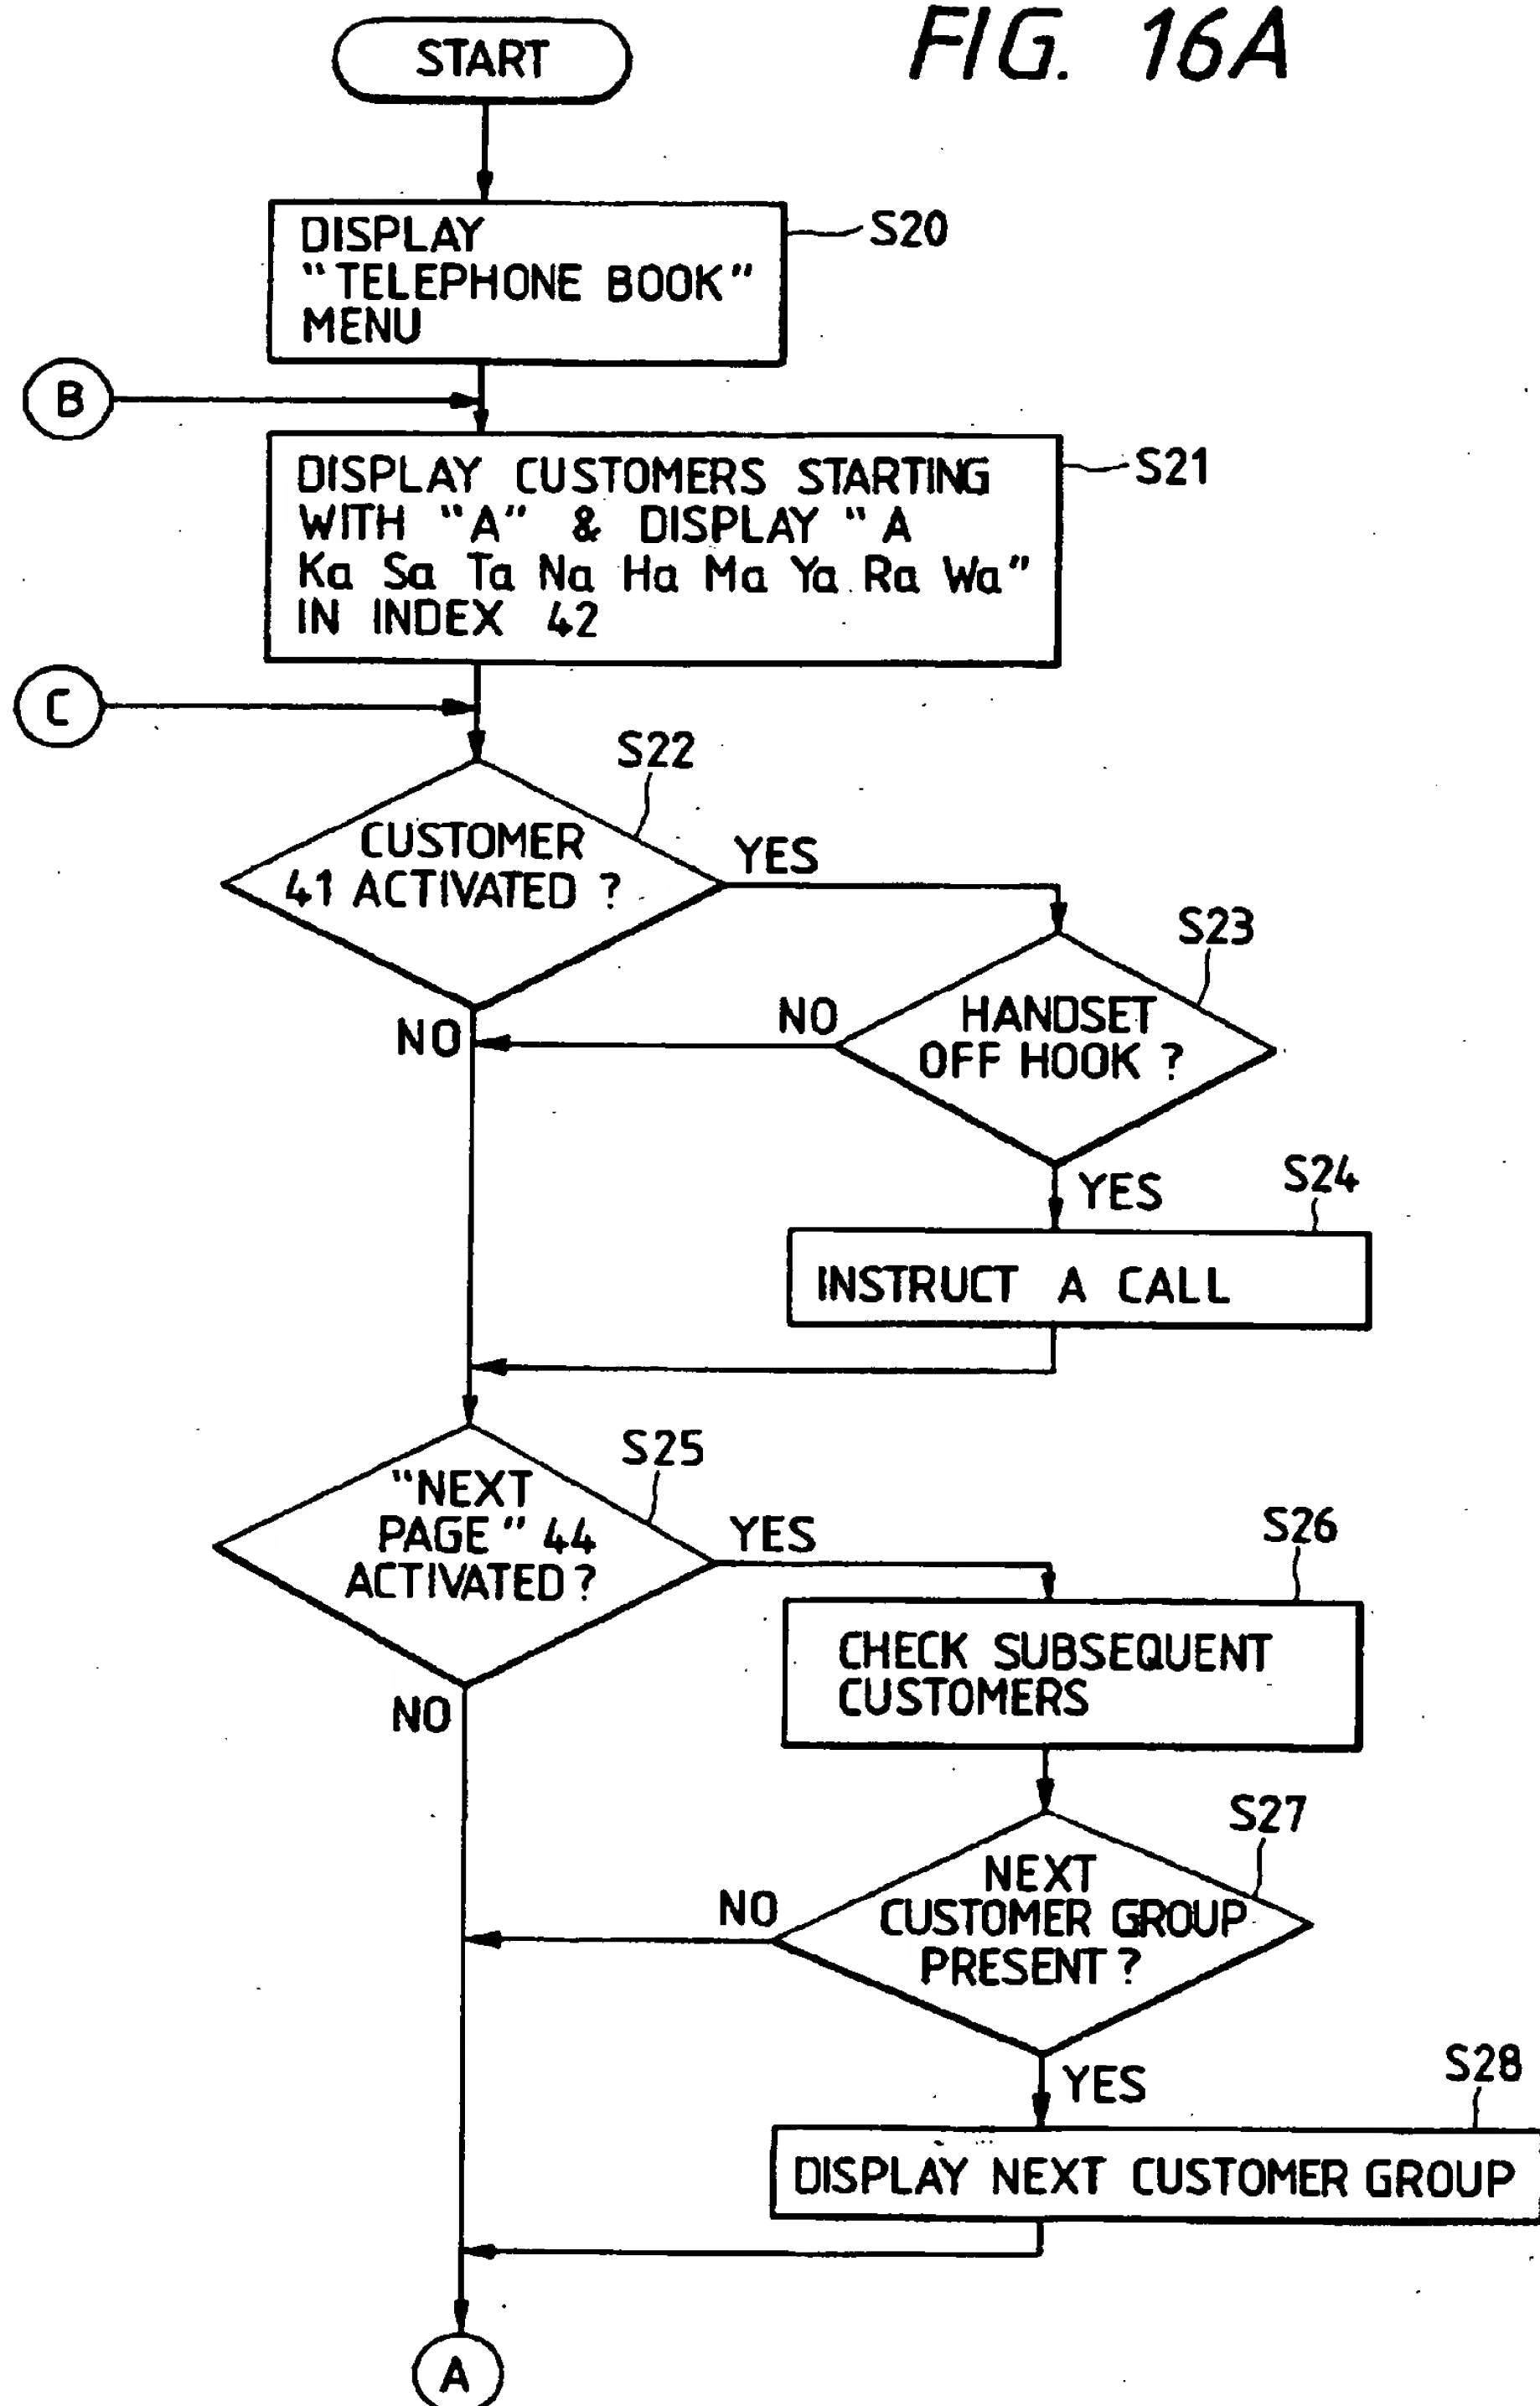 FIG. 16A
START
DISPLAY
"TELEPHONE BOOK"
MENU
S20
B
DISPLAY CUSTOMERS STARTING
WITH "A" & DISPLAY "A
Ka Sa Ta Na Ha Ma Ya Ra Wa"
IN INDEX 42
S21
C
S22
CUSTOMER
41 ACTIVATED ?
YES
NO
S23
HANDSET
OFF HOOK ?
NO
YES
S24
INSTRUCT A CALL
S25
"NEXT
PAGE" 44
ACTIVATED ?
YES
NO
S26
CHECK SUBSEQUENT
CUSTOMERS
S27
NEXT
CUSTOMER GROUP
PRESENT ?
NO
YES
S28
DISPLAY NEXT CUSTOMER GROUP
A